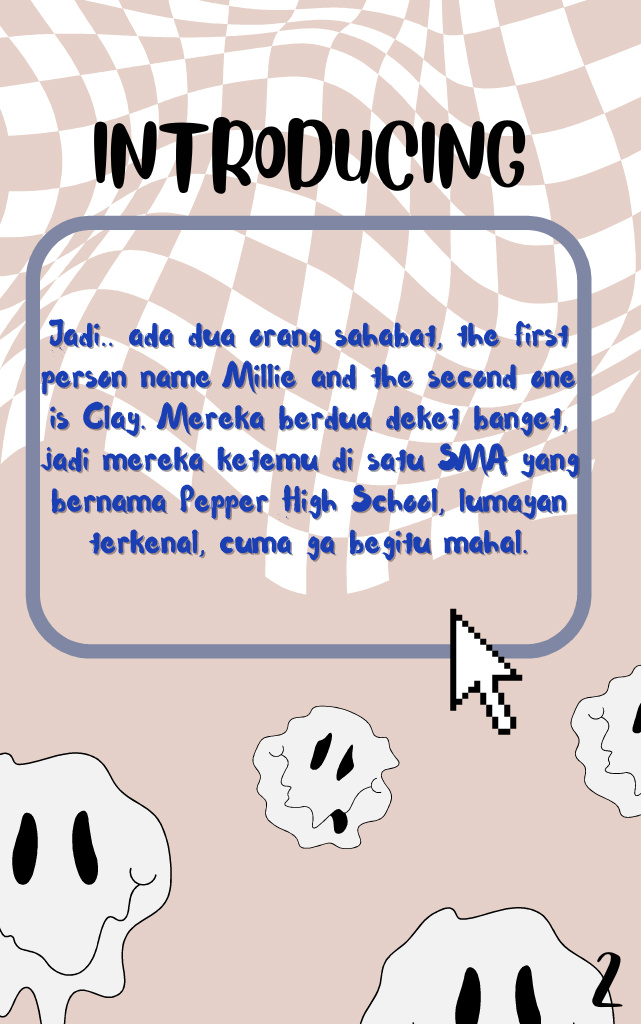 INTRODUCING
Jadi.. ada dua orang sahabat, the first
person name Millie and the second one
is Clay. Mereka berdua deket banget,
jadi mereka ketemu di satu SMA yang
bernama Pepper High School, lumayan
terkenal, cuma ga begitu mahal.
2